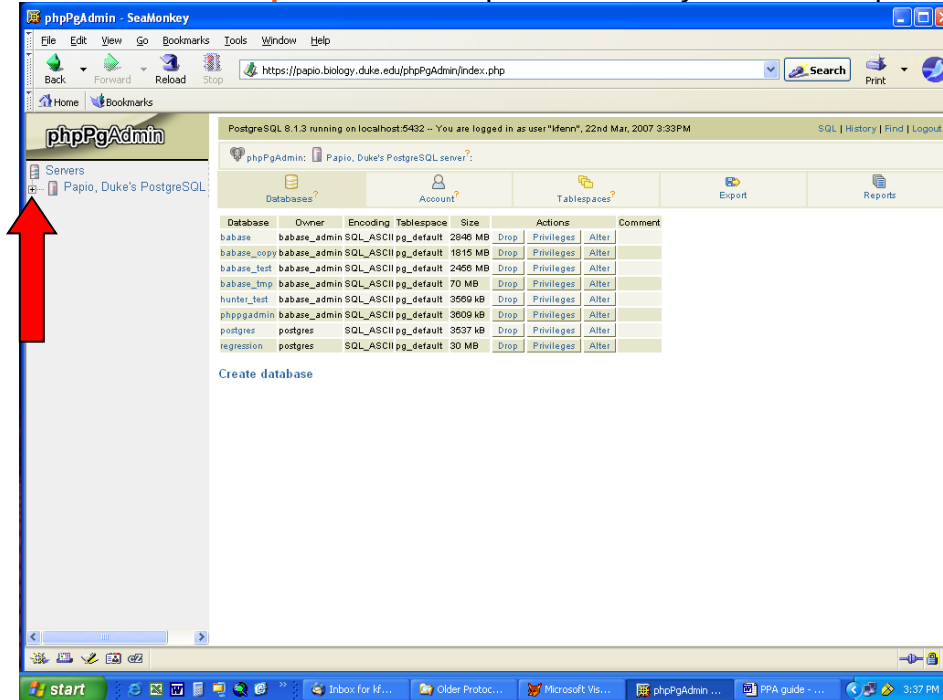 phpPgAdmin - SeaMonkey
File Edit View Go Bookmarks Tools Window Help
Back Forward Reload Stop https://papio.biology.duke.edu/phpPgAdmin/index.php Search Print
Home Bookmarks
phpPgAdmin
Servers
Papio, Duke's PostgreSQL
PostgreSQL 8.1.3 running on localhost:5432 -- You are logged in as user "kfenn", 22nd Mar, 2007 3:33PM SQL | History | Find | Logout
phpPgAdmin: Papio, Duke's PostgreSQL server?:
Databases? Account? Tablespaces? Export Reports
Database Owner Encoding Tablespace Size Actions Comment
babase babase_admin SQL_ASCII pg_default 2846 MB Drop Privileges Alter
babase_copy babase_admin SQL_ASCII pg_default 1815 MB Drop Privileges Alter
babase_test babase_admin SQL_ASCII pg_default 2456 MB Drop Privileges Alter
babase_tmp babase_admin SQL_ASCII pg_default 70 MB Drop Privileges Alter
hunter_test babase_admin SQL_ASCII pg_default 3569 kB Drop Privileges Alter
phppgadmin babase_admin SQL_ASCII pg_default 3609 kB Drop Privileges Alter
postgres postgres SQL_ASCII pg_default 3537 kB Drop Privileges Alter
regression postgres SQL_ASCII pg_default 30 MB Drop Privileges Alter
Create database
start Inbox for kf... Older Protoc... Microsoft Vis... phpPgAdmin ... PPA guide - ... 3:37 PM